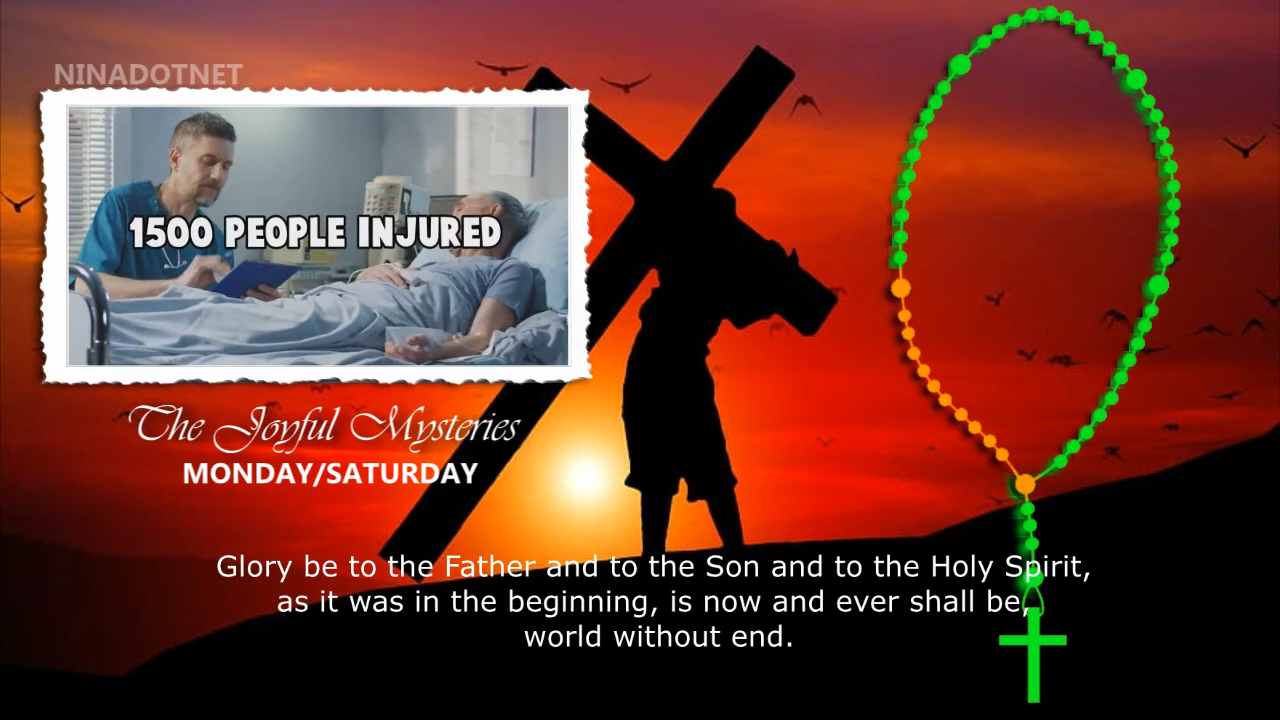 NINADOTNET
1500 PEOPLE INJURED
The Joyful Mysteries
MONDAY/SATURDAY
Glory be to the Father and to the Son and to the Holy Spirit,
as it was in the beginning, is now and ever shall be,
world without end.